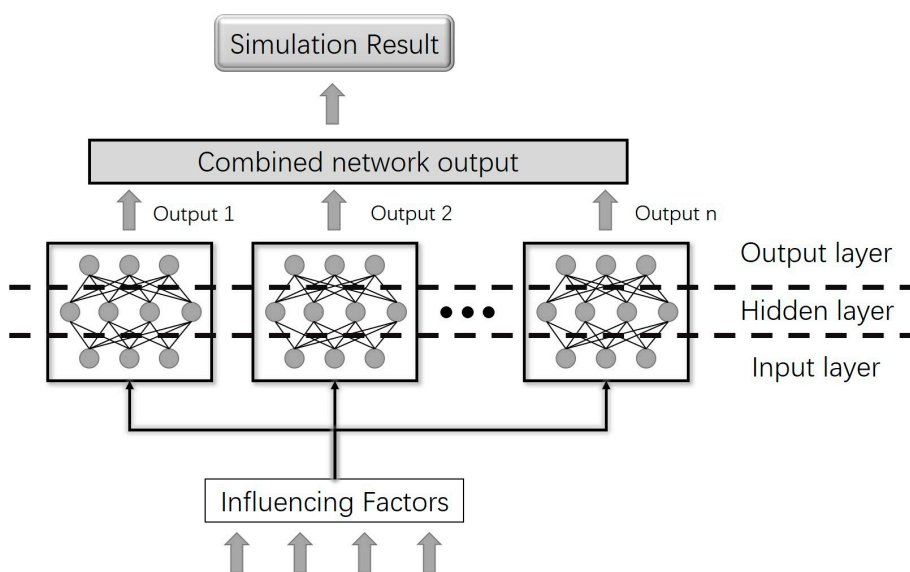 Simulation Result
Combined network output
Output 1
Output 2
Output n
Output layer
Hidden layer
Input layer
Influencing Factors